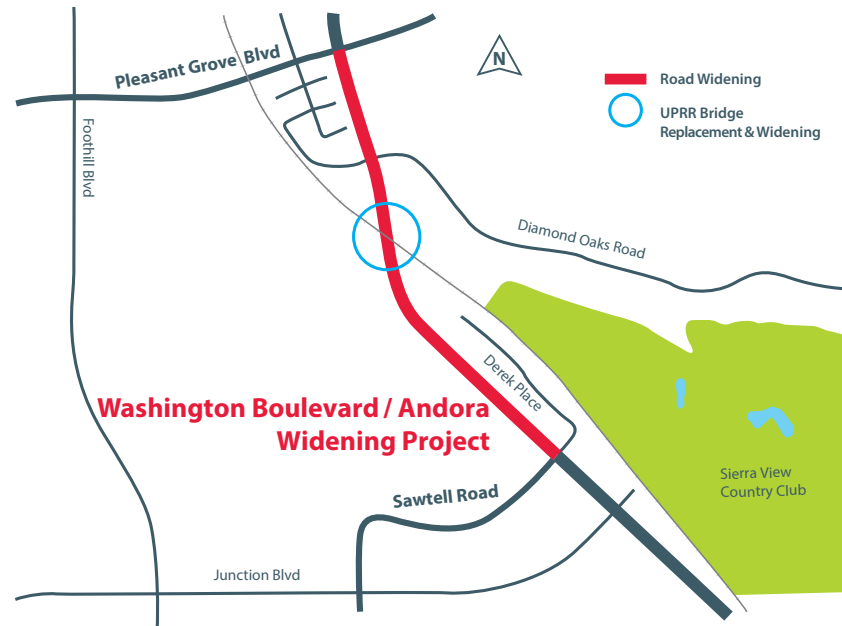 Pleasant Grove Blvd
N
Road Widening
UPRR Bridge
Replacement & Widening
Foothill Blvd
Diamond Oaks Road
Derek Place
Washington Boulevard / Andora
Widening Project
Sierra View
Country Club
Sawtell Road
Junction Blvd